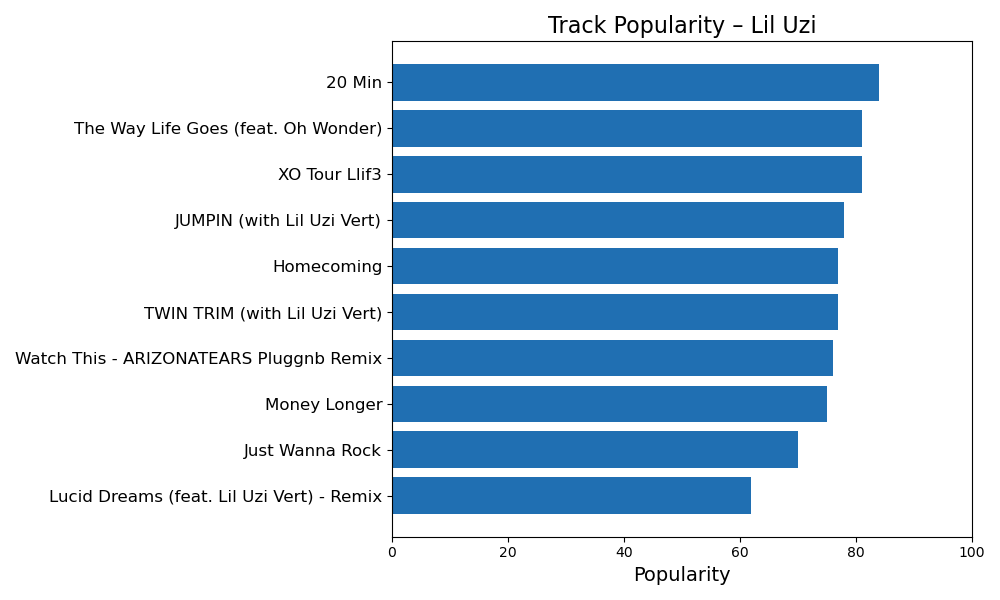 Track Popularity – Lil Uzi
20 Min
The Way Life Goes (feat. Oh Wonder)
XO Tour Llif3
JUMPIN (with Lil Uzi Vert)
Homecoming
TWIN TRIM (with Lil Uzi Vert)
Watch This - ARIZONATEARS Pluggnb Remix
Money Longer
Just Wanna Rock
Lucid Dreams (feat. Lil Uzi Vert) - Remix
0 20 40 60 80 100
Popularity